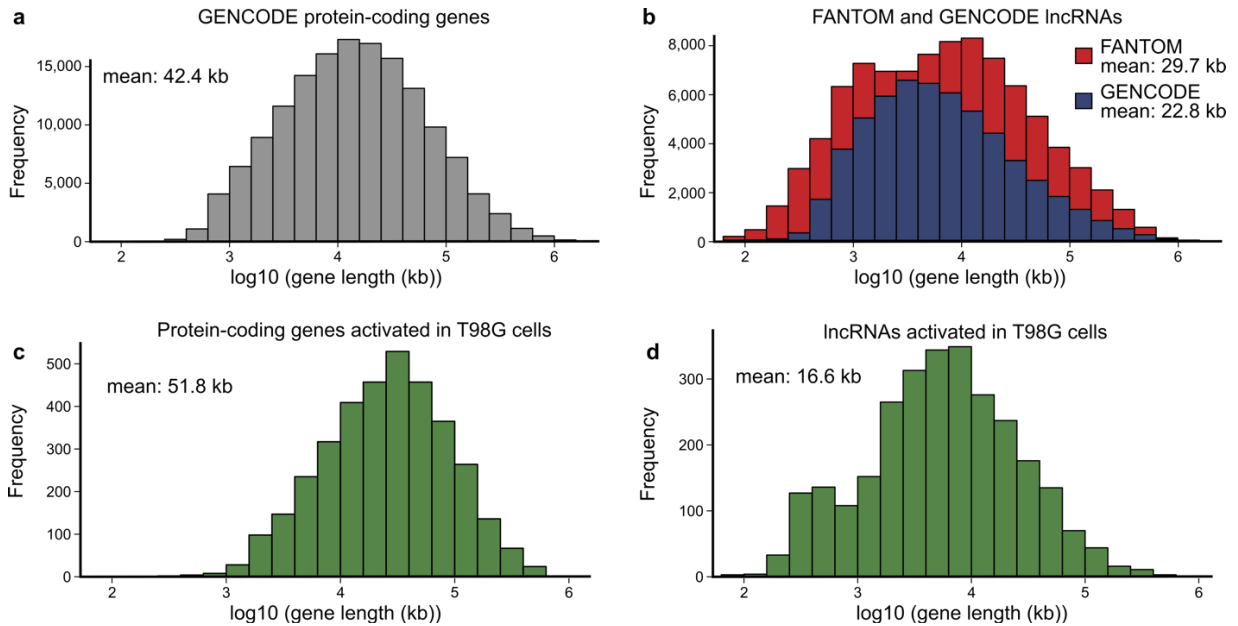 a
GENCODE protein-coding genes
mean: 42.4 kb
15,000
10,000
5,000
0
Frequency
2 3 4 5 6
log10 (gene length (kb))
b
FANTOM and GENCODE lncRNAs
FANTOM
mean: 29.7 kb
GENCODE
mean: 22.8 kb
8,000
6,000
4,000
2,000
0
Frequency
2 3 4 5 6
log10 (gene length (kb))
c
Protein-coding genes activated in T98G cells
mean: 51.8 kb
500
400
300
200
100
0
Frequency
2 3 4 5 6
log10 (gene length (kb))
d
lncRNAs activated in T98G cells
mean: 16.6 kb
300
200
100
0
Frequency
2 3 4 5 6
log10 (gene length (kb))